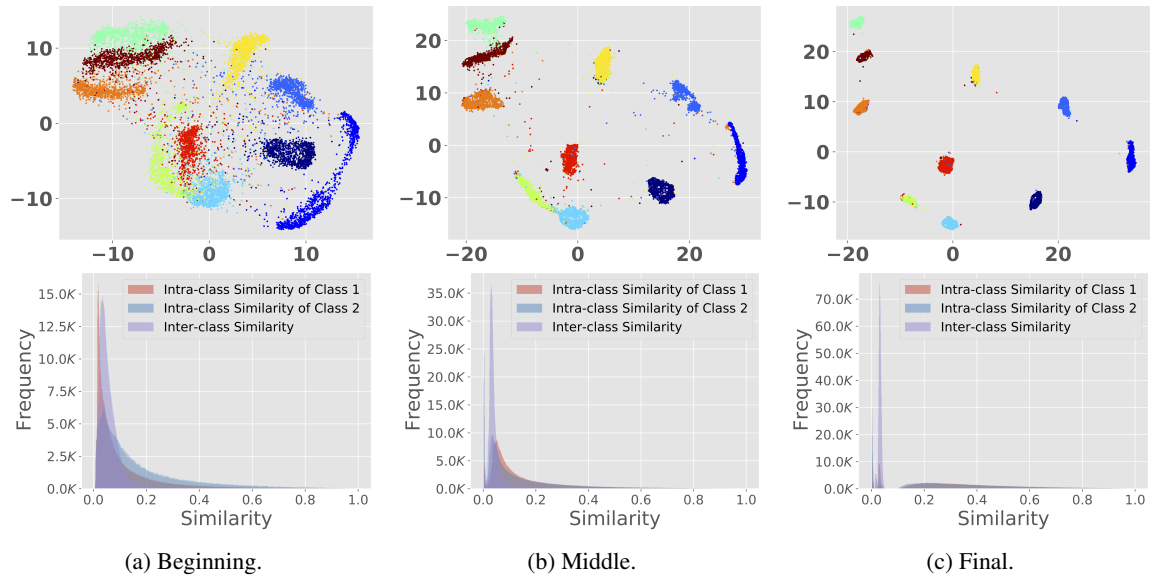 10
0
−10
−10
0
10
20
10
0
−10
−20
0
20
20
10
0
−10
0
20
15.0K
12.5K
10.0K
7.5K
5.0K
2.5K
0.0K
Frequency
Intra-class Similarity of Class 1
Intra-class Similarity of Class 2
Inter-class Similarity
0.0 0.2 0.4 0.6 0.8 1.0
Similarity
35.0K
30.0K
25.0K
20.0K
15.0K
10.0K
5.0K
0.0K
Frequency
Intra-class Similarity of Class 1
Intra-class Similarity of Class 2
Inter-class Similarity
0.0 0.2 0.4 0.6 0.8 1.0
Similarity
70.0K
60.0K
50.0K
40.0K
30.0K
20.0K
10.0K
0.0K
Frequency
Intra-class Similarity of Class 1
Intra-class Similarity of Class 2
Inter-class Similarity
0.0 0.2 0.4 0.6 0.8 1.0
Similarity
(a) Beginning.
(b) Middle.
(c) Final.